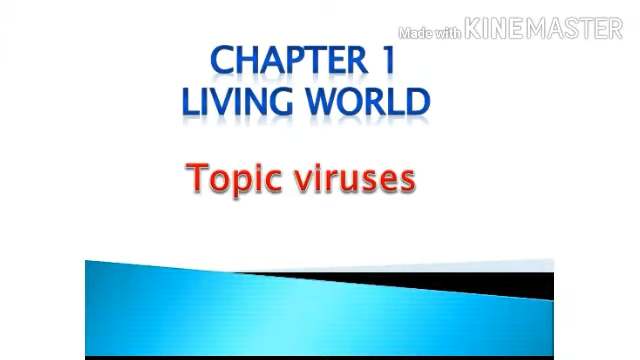 Made with KINEMASTER
CHAPTER 1
LIVING WORLD
Topic viruses